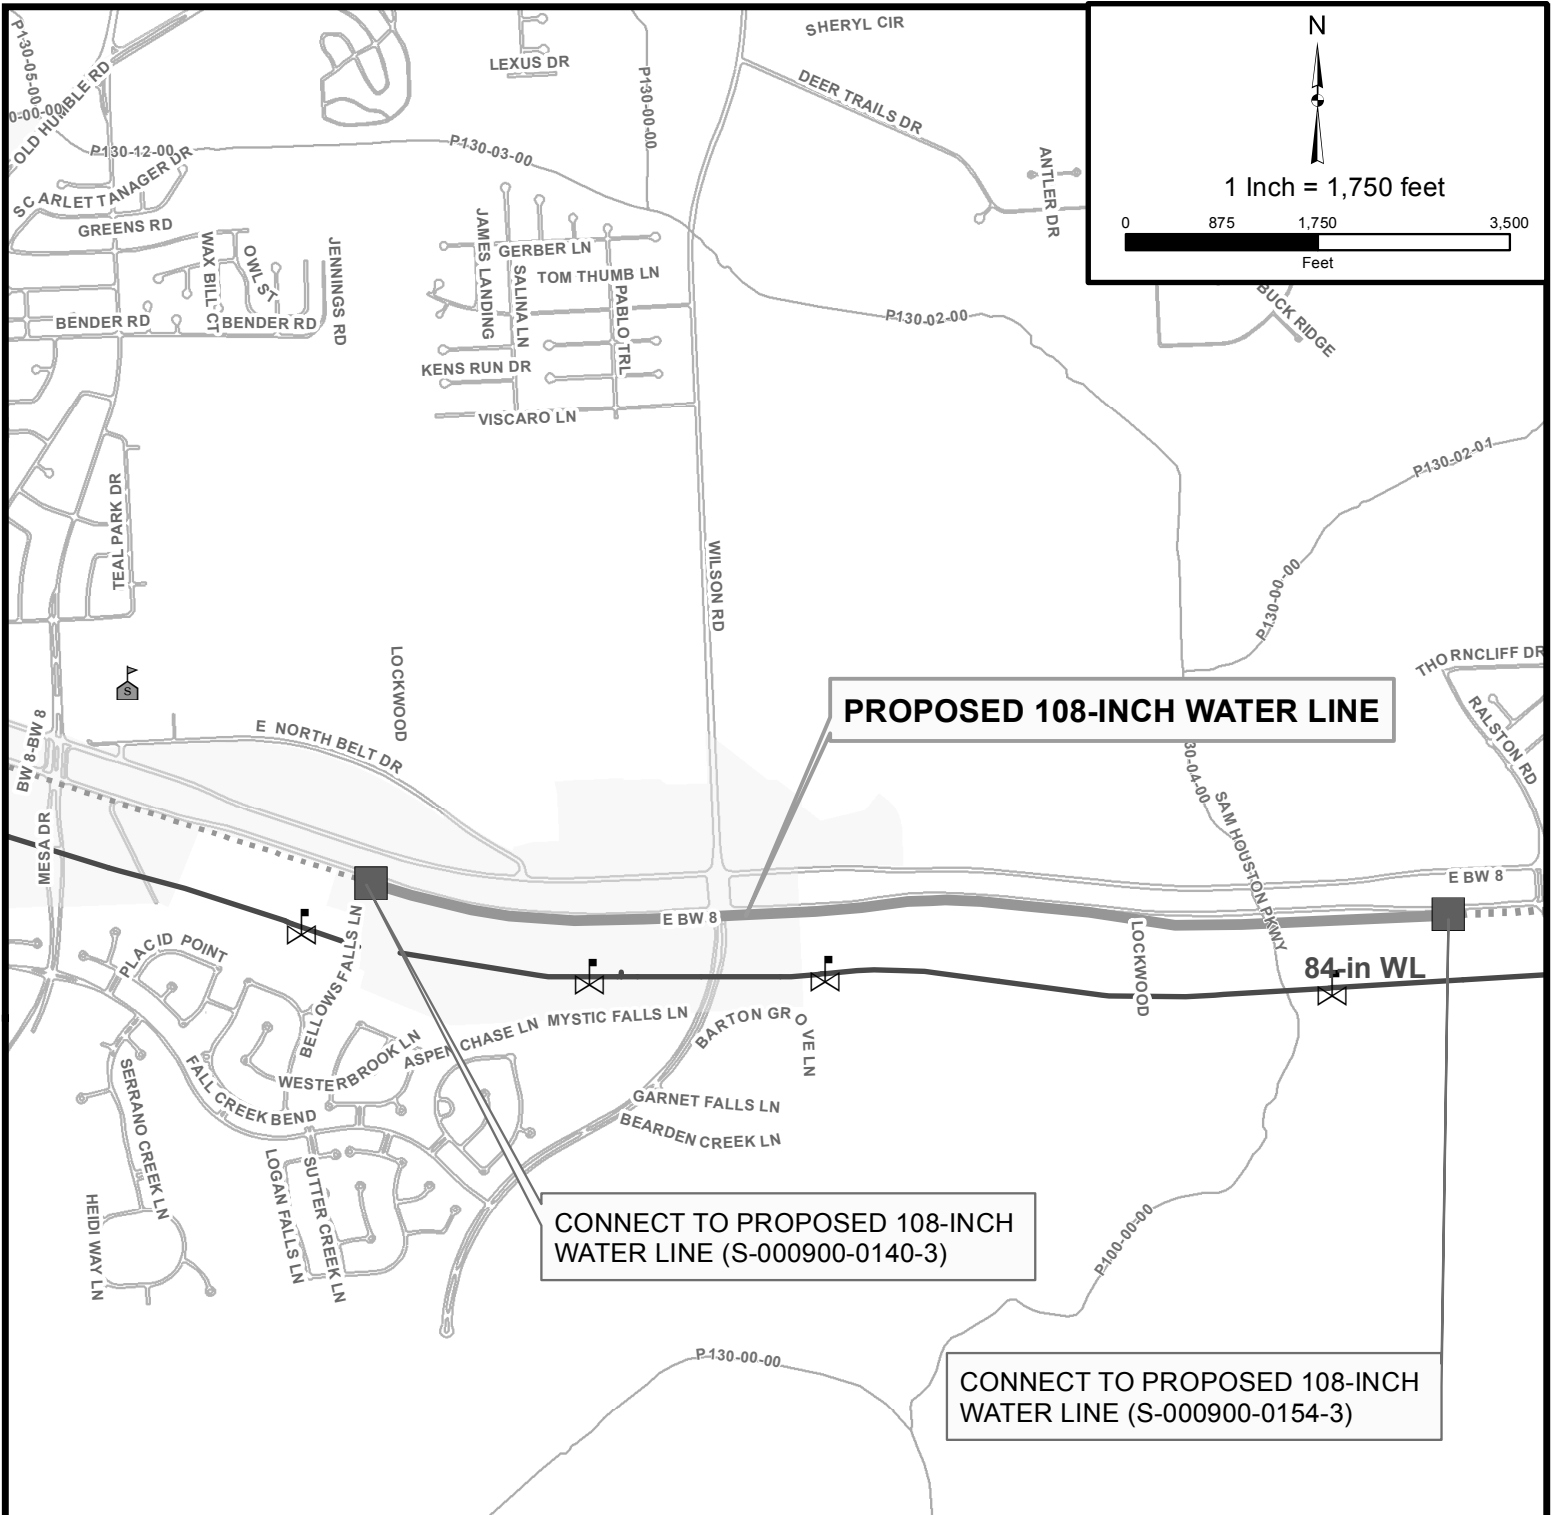 P130-05-00
0-00-00
OLD HUMBLE RD
P130-12-00
SCARLET TANAGER DR
GREENS RD
WAX BILL CT
OWL ST
JENNINGS RD
BENDER RD
BENDER RD
LEXUS DR
P130-03-00
P130-00-00
SHERYL CIR
DEER TRAILS DR
ANTLER DR
N
1 Inch = 1,750 feet
0 875 1,750 3,500
Feet
BUCK RIDGE
JAMES LANDING
GERBER LN
SALINA LN
TOM THUMB LN
PABLO TRL
KENS RUN DR
VISCARO LN
P130-02-00
P130-02-01
P130-00-00
TEAL PARK DR
WILSON RD
S
LOCKWOOD
E NORTH BELT DR
BW 8-BW 8
MESA DR
THORNCLIFF DR
RALSTON RD
PROPOSED 108-INCH WATER LINE
30-04-00
SAM HOUSTON PKWY
E BW 8
E BW 8
LOCKWOOD
84-in WL
PLACID POINT
BELLOWS FALLS LN
MYSTIC FALLS LN
ASPEN CHASE LN
BARTON GROVE LN
WESTERBROOK LN
FALL CREEK BEND
SERRANO CREEK LN
GARNET FALLS LN
BEARDEN CREEK LN
HEIDI WAY LN
LOGAN FALLS LN
SUTTER CREEK LN
CONNECT TO PROPOSED 108-INCH
WATER LINE (S-000900-0140-3)
P100-00-00
P130-00-00
CONNECT TO PROPOSED 108-INCH
WATER LINE (S-000900-0154-3)